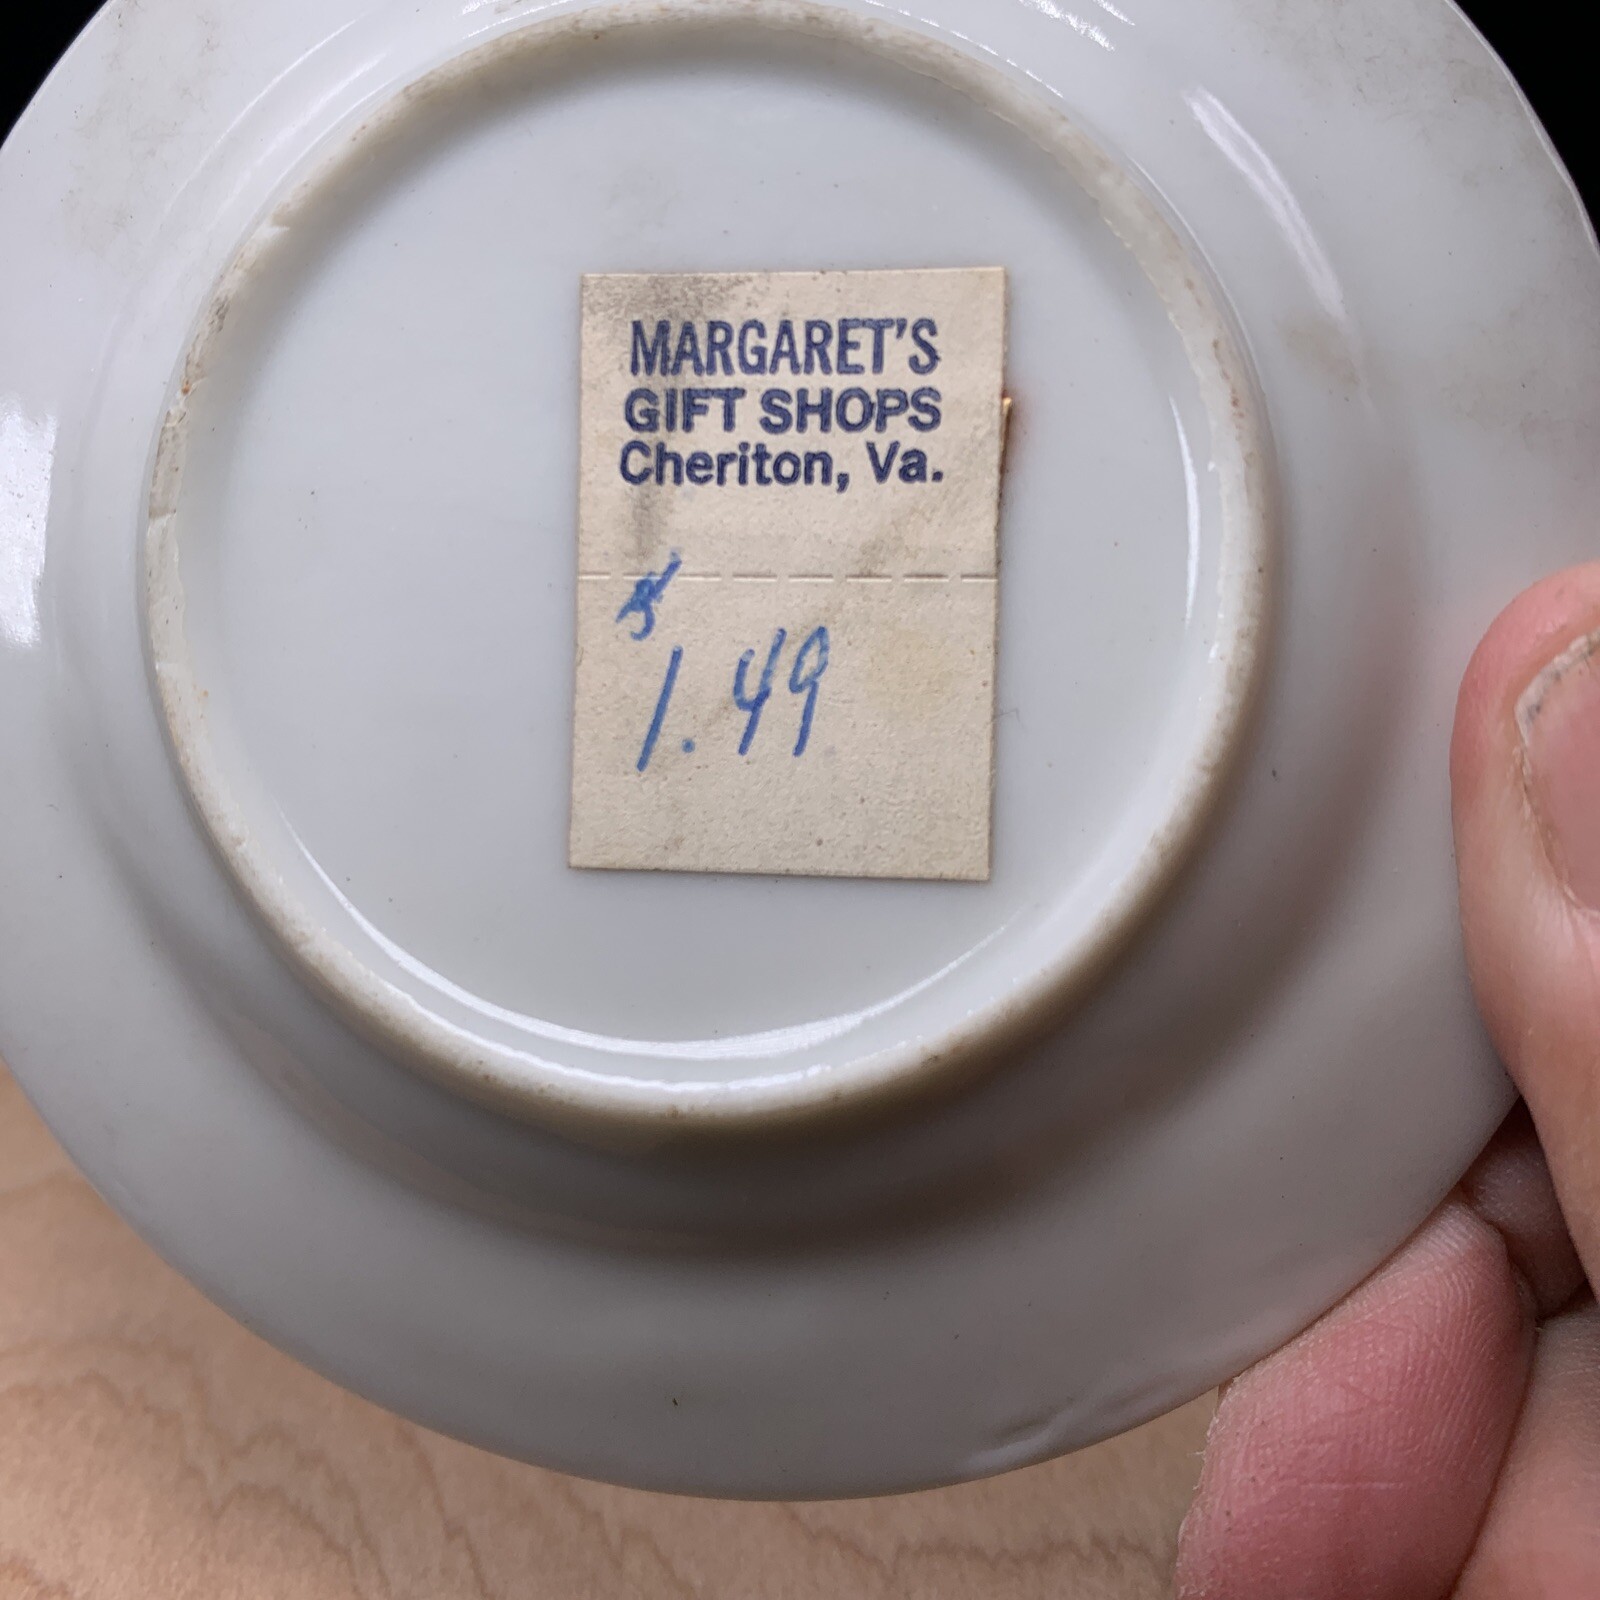 MARGARET'S
GIFT SHOPS
Cheriton, Va.
$
1.49